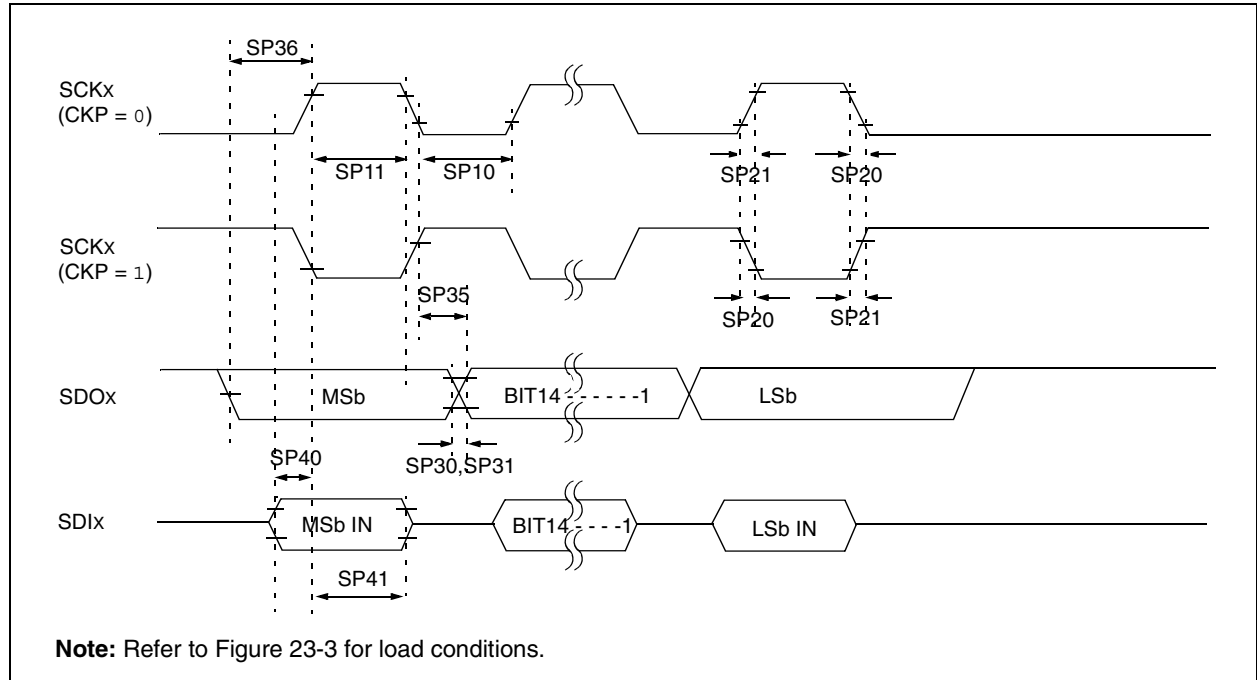 SP36
SCKx
(CKP = 0)
SP11
SP10
SP21
SP20
SCKx
(CKP = 1)
SP35
SP20
SP21
SDOx
MSb
BIT14 - - - - - -1
LSb
SP40
SP30,SP31
SDIx
MSb IN
BIT14 - - - - -1
LSb IN
SP41
Note: Refer to Figure 23-3 for load conditions.